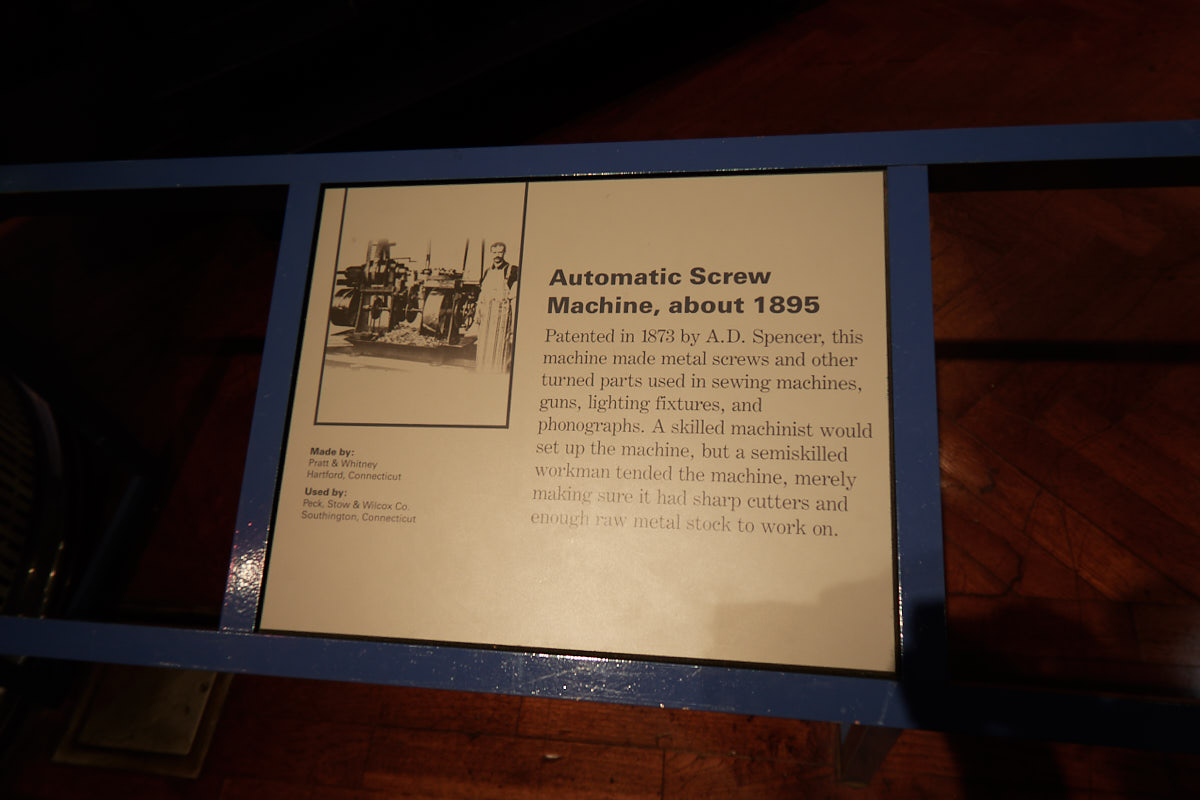 Automatic Screw
Machine, about 1895
Patented in 1873 by A.D. Spencer, this
machine made metal screws and other
turned parts used in sewing machines,
guns, lighting fixtures, and
phonographs. A skilled machinist would
set up the machine, but a semiskilled
workman tended the machine, merely
making sure it had sharp cutters and
enough raw metal stock to work on.
Made by:
Pratt & Whitney
Hartford, Connecticut
Used by:
Peck, Stow & Wilcox Co.
Southington, Connecticut